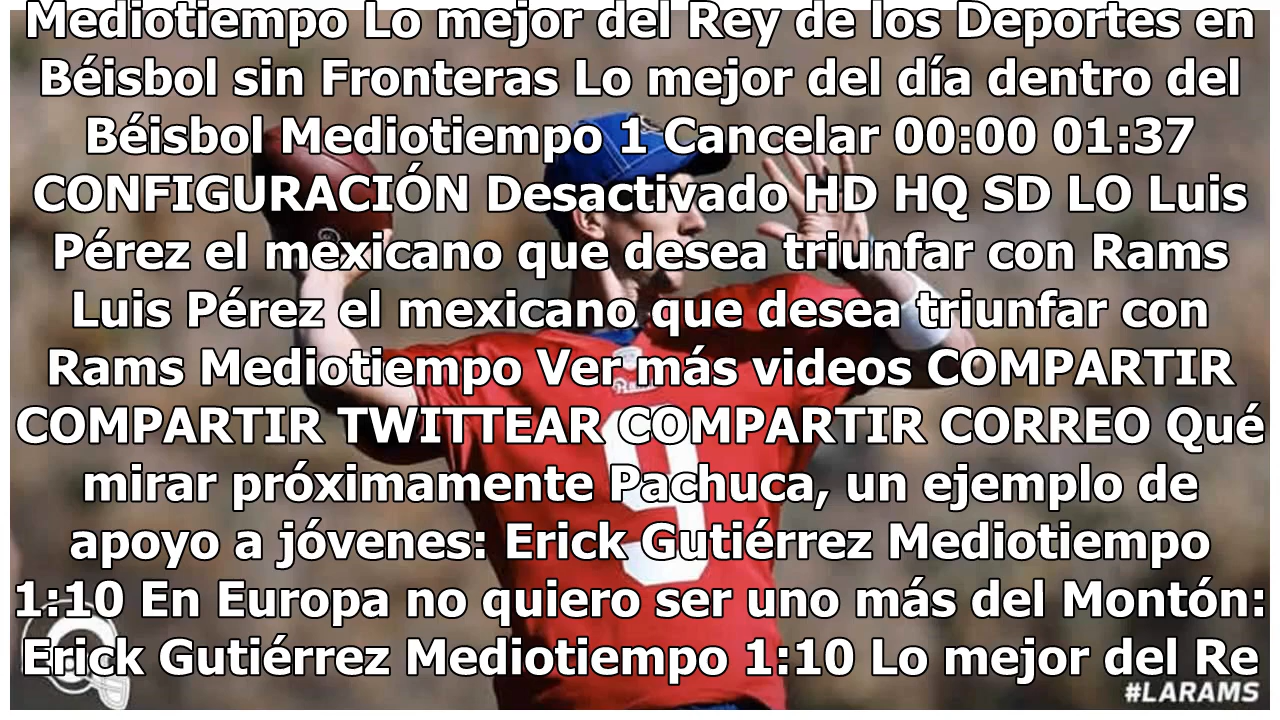 Mediotiempo Lo mejor del Rey de los Deportes en
Béisbol sin Fronteras Lo mejor del día dentro del
Béisbol Mediotiempo 1 Cancelar 00:00 01:37
CONFIGURACIÓN Desactivado HD HQ SD LO Luis
Pérez el mexicano que desea triunfar con Rams
Luis Pérez el mexicano que desea triunfar con
Rams Mediotiempo Ver más videos COMPARTIR
COMPARTIR TWITTEAR COMPARTIR CORREO Qué
mirar próximamente Pachuca, un ejemplo de
apoyo a jóvenes: Erick Gutiérrez Mediotiempo
1:10 En Europa no quiero ser uno más del Montón:
Erick Gutiérrez Mediotiempo 1:10 Lo mejor del Re
Rams
9
#LARAMS